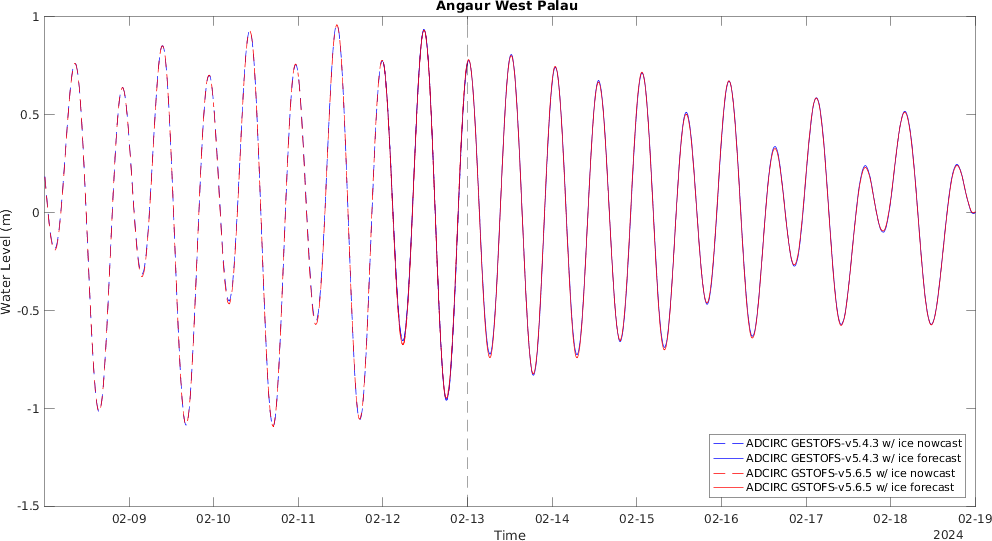 Angaur West Palau
1
0.5
0
-0.5
-1
-1.5
Water Level (m)
02-09 02-10 02-11 02-12 02-13 02-14 02-15 02-16 02-17 02-18 02-19
Time
2024
ADCIRC GESTOFS-v5.4.3 w/ ice nowcast
ADCIRC GESTOFS-v5.4.3 w/ ice forecast
ADCIRC GSTOFS-v5.6.5 w/ ice nowcast
ADCIRC GSTOFS-v5.6.5 w/ ice forecast